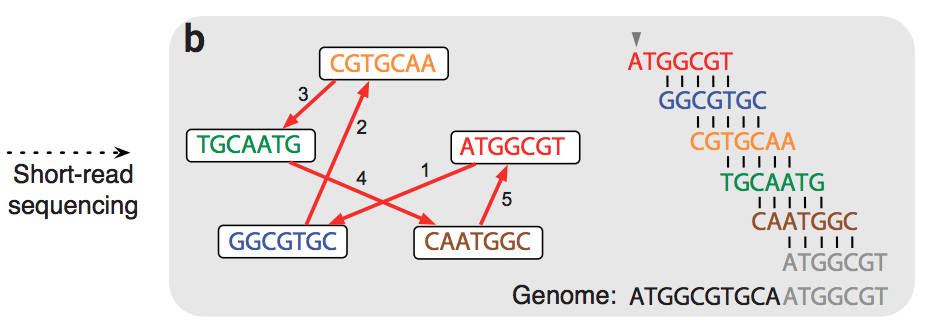 Short-read
sequencing
b
CGTGCAA
3
2
TGCAATG
ATGGCGT
4
1
5
GGCGTGC
CAATGGC
ATGGCGT
GGCGTGC
CGTGCAA
TGCAATG
CAATGGC
ATGGCGT
Genome: ATGGCGTGCAATGGCGT